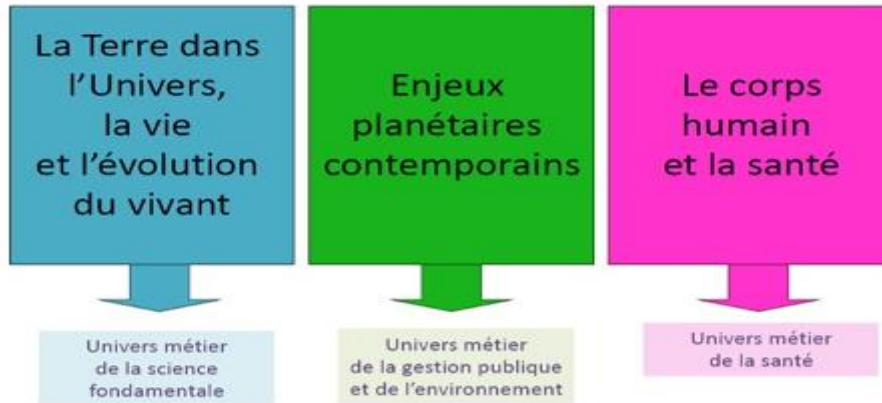 La Terre dans
l'Univers,
la vie
et l'évolution
du vivant
Enjeux
planétaires
contemporains
Le corps
humain
et la santé
Univers métier
de la science
fondamentale
Univers métier
de la gestion publique
et de l'environnement
Univers métier
de la santé